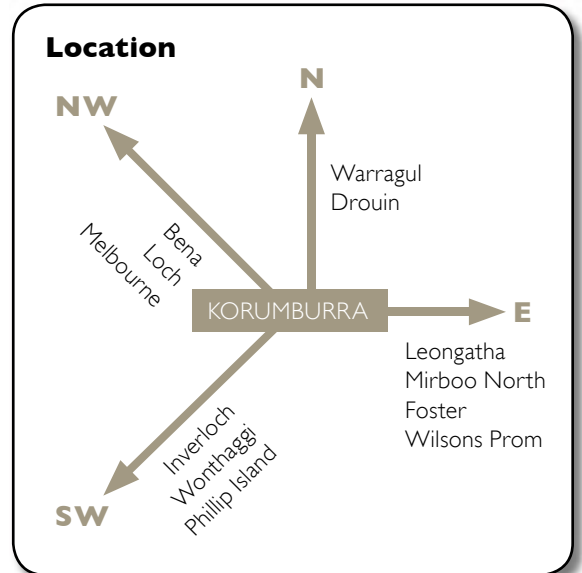 Location
N
NW
Warragul
Drouin
Bena
Loch
Melbourne
KORUMBURRA
E
Leongatha
Mirboo North
Foster
Wilsons Prom
Inverloch
Wonthaggi
Phillip Island
SW